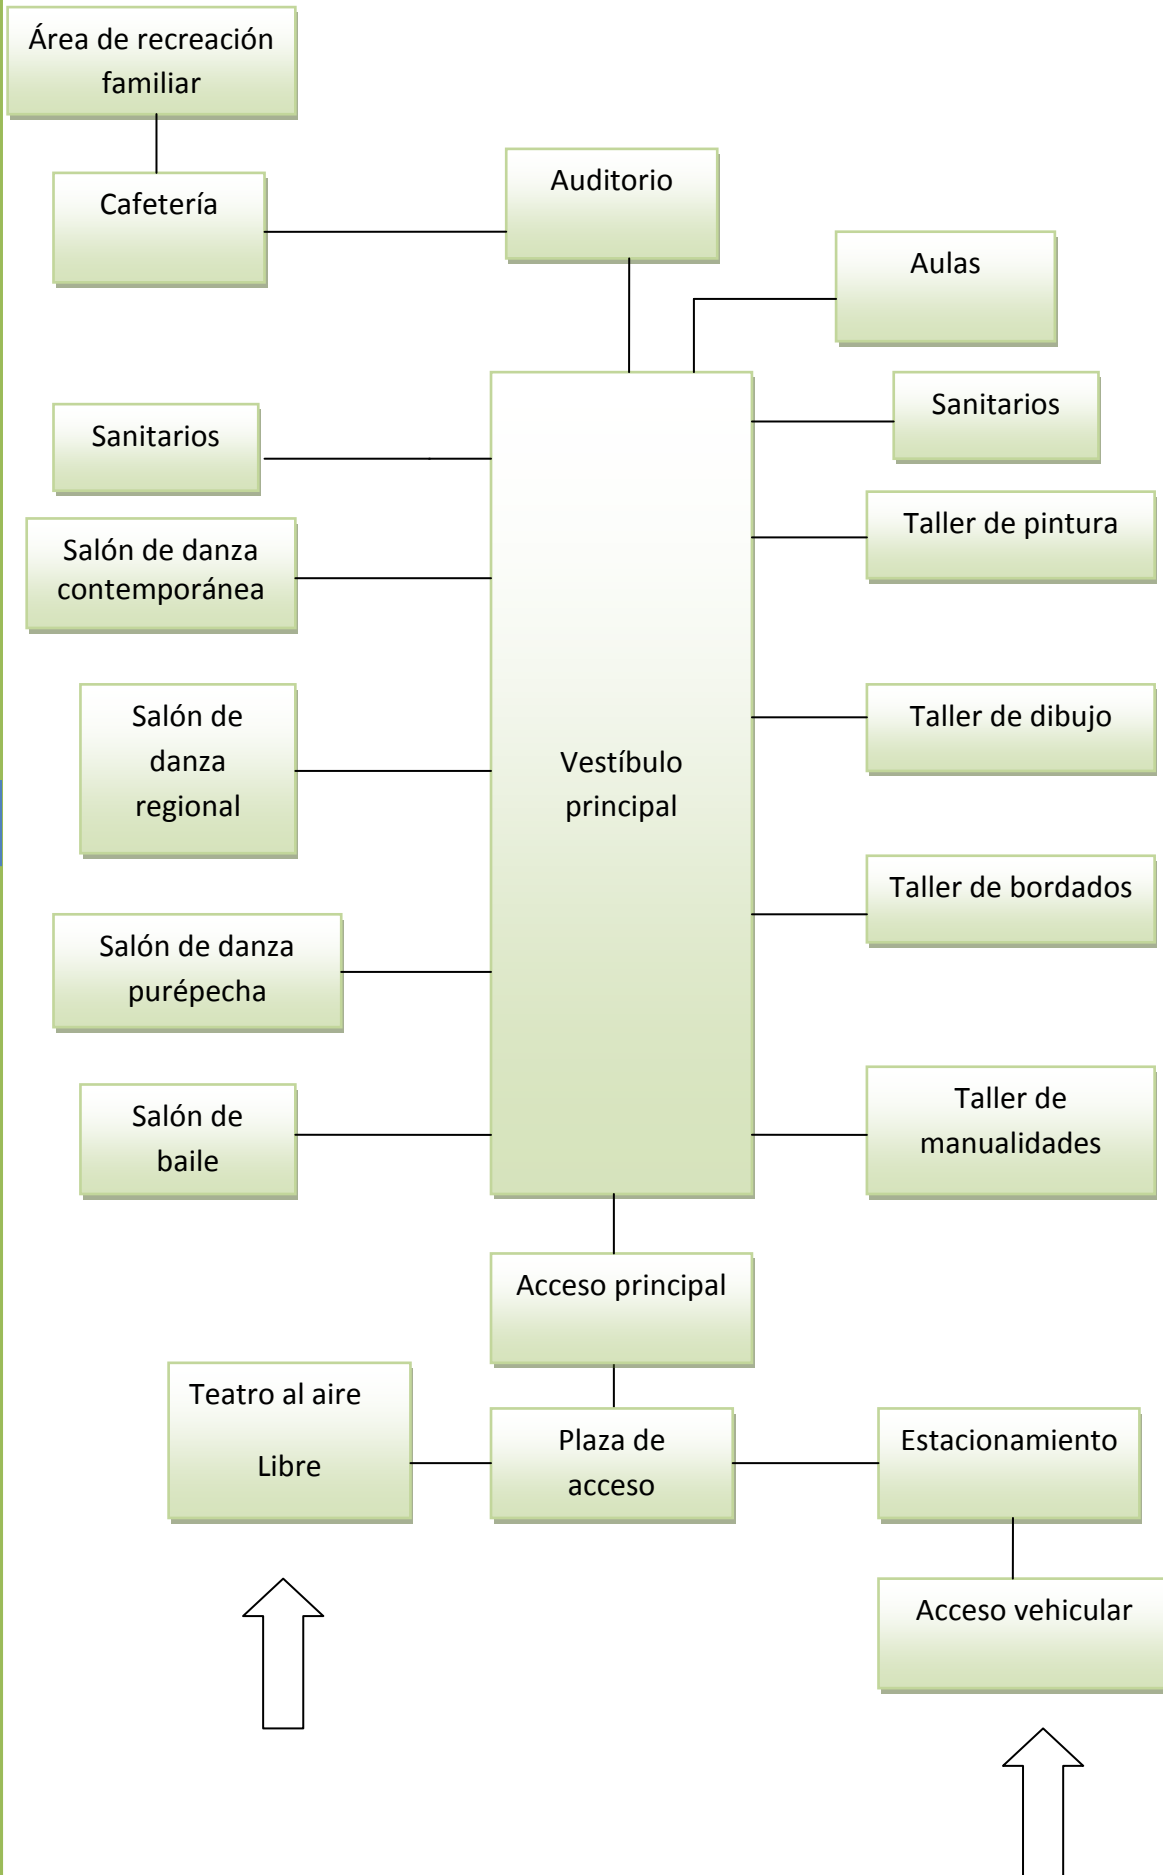 Área de recreación
familiar
Cafetería
Auditorio
Aulas
Sanitarios
Sanitarios
Taller de pintura
Salón de danza
contemporánea
Salón de
danza
regional
Vestíbulo
principal
Taller de dibujo
Taller de bordados
Salón de danza
purépecha
Salón de
baile
Taller de
manualidades
Acceso principal
Teatro al aire
Libre
Plaza de
acceso
Estacionamiento
Acceso vehicular